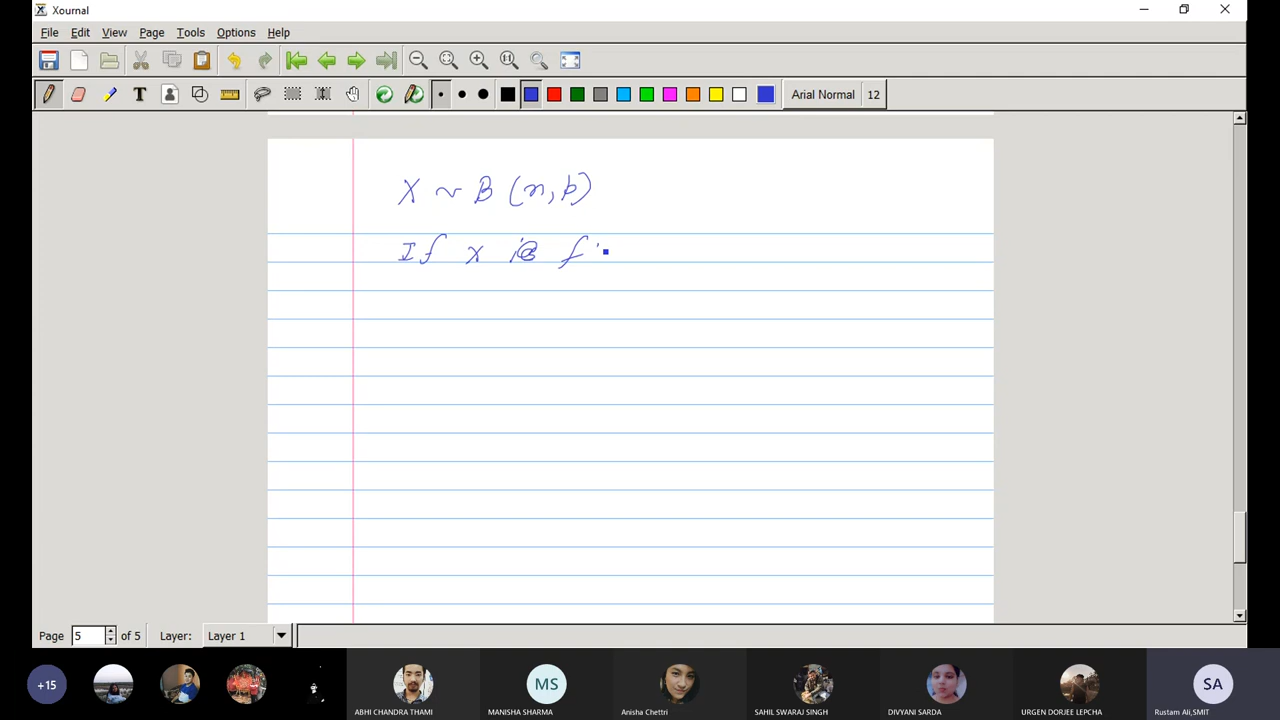 Xournal
File Edit View Page Tools Options Help
Arial Normal 12
X ~ B (n, p)
If x is f
Page 5 of 5 Layer: Layer 1
+15 MS SA
ABHI CHANDRA THAMI MANISHA SHARMA Anisha Chettri SAHIL SWARAJ SINGH DIVYANI SARDA URGEN DORJEE LEPCHA Rustam Ali,SMIT